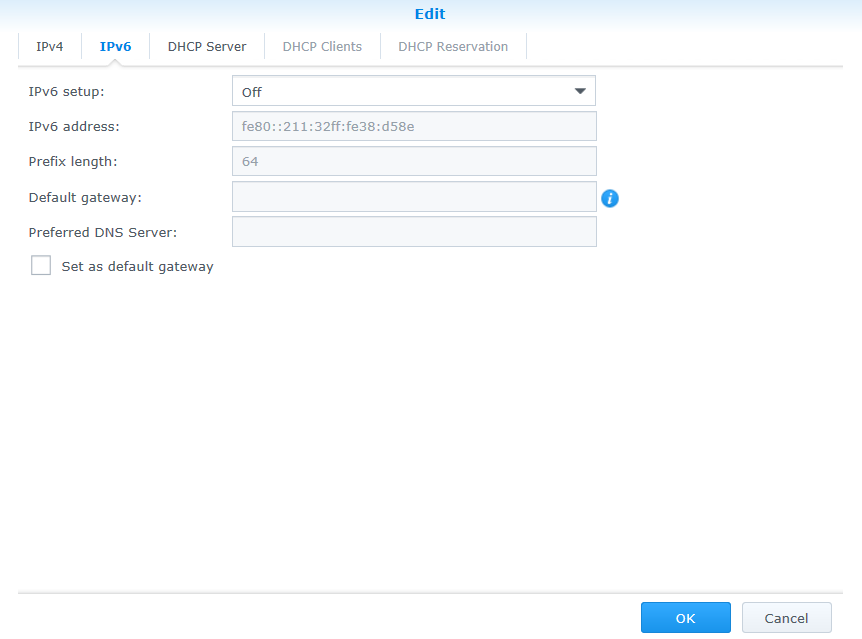 Edit
IPv4 IPv6 DHCP Server DHCP Clients DHCP Reservation
IPv6 setup: Off
IPv6 address: fe80::211:32ff:fe38:d58e
Prefix length: 64
Default gateway: i
Preferred DNS Server:
Set as default gateway
OK Cancel